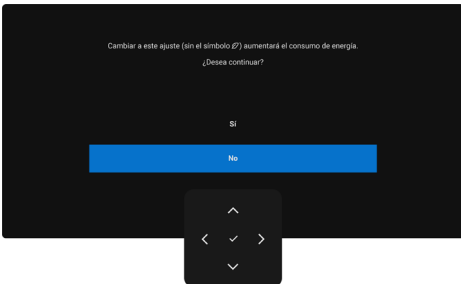 Cambiar a este ajuste (sin el símbolo) aumentará el consumo de energía.
¿Desea continuar?
Sí
No